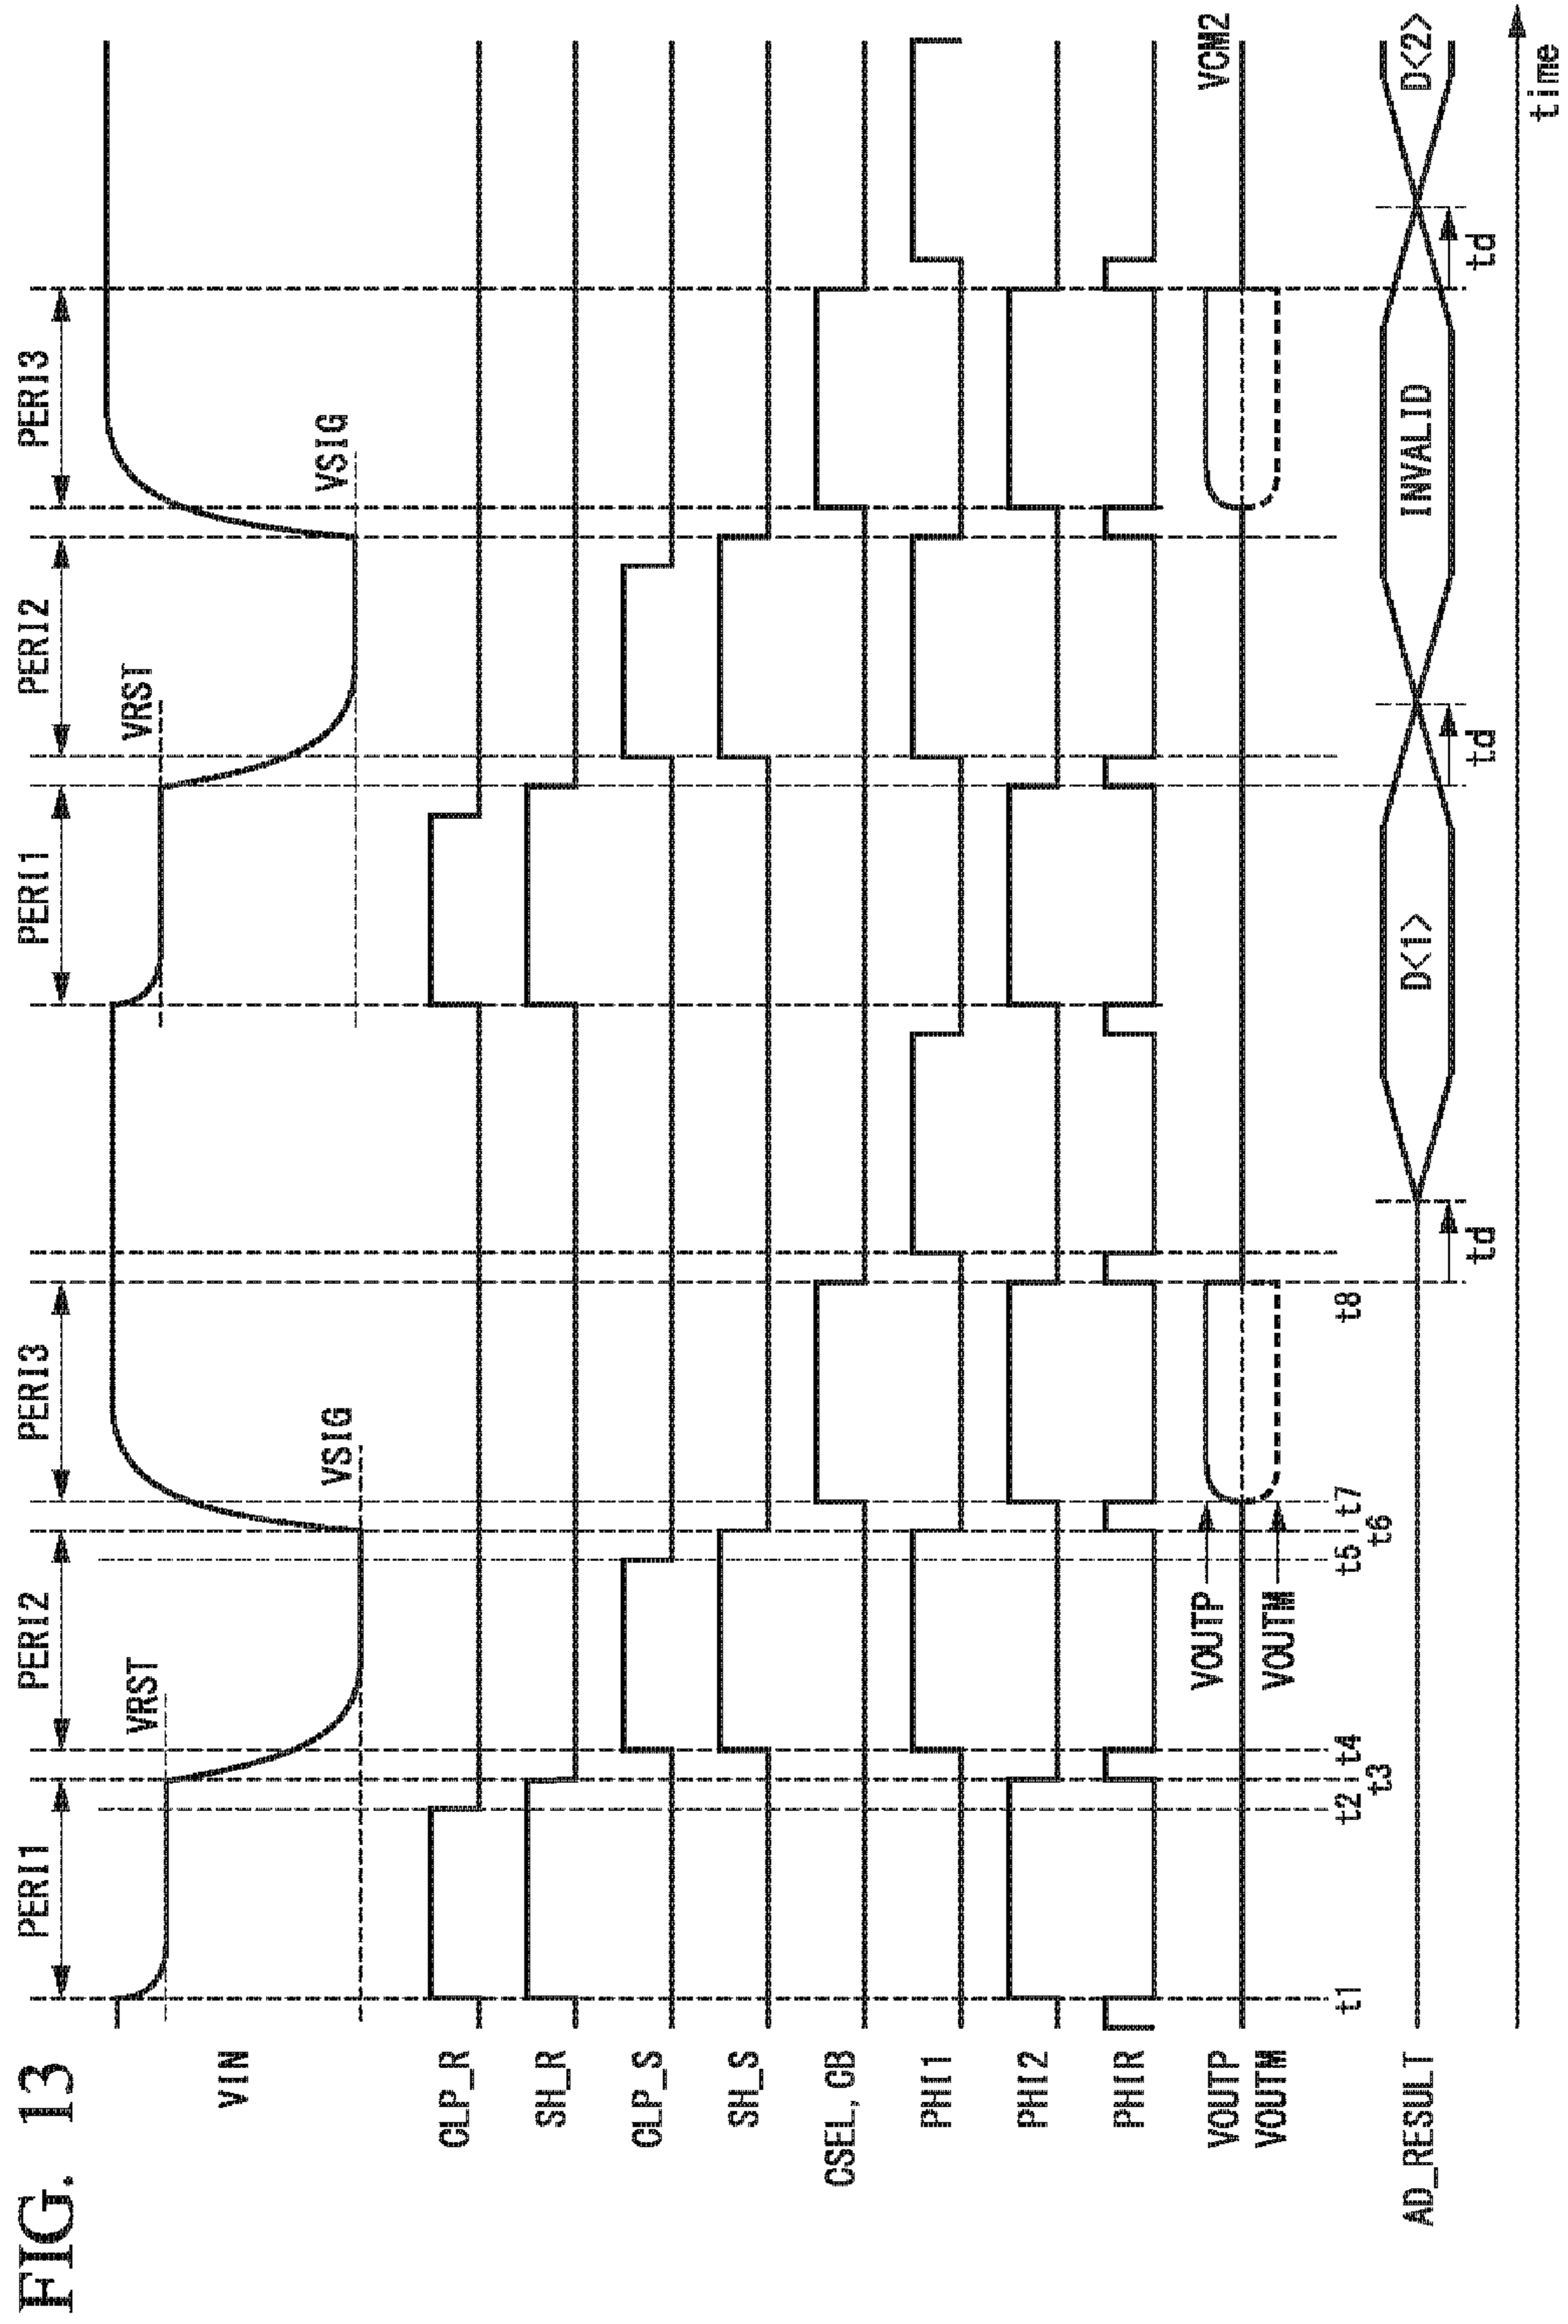 FIG. 13
PERI1
PERI2
PERI3
PERI1
PERI2
PERI3
VIN
VRST
VSIG
VRST
VSIG
CLP_R
SH_R
CLP_S
SH_S
CSEL, CB
PHI1
PHI2
PHIR
VOUTP
VOUTM
VOUTP
VOUTM
VCM2
t1
t2
t3
t4
t5
t6
t7
t8
AD_RESULT
D<1>
INVALID
D<2>
td
td
td
time